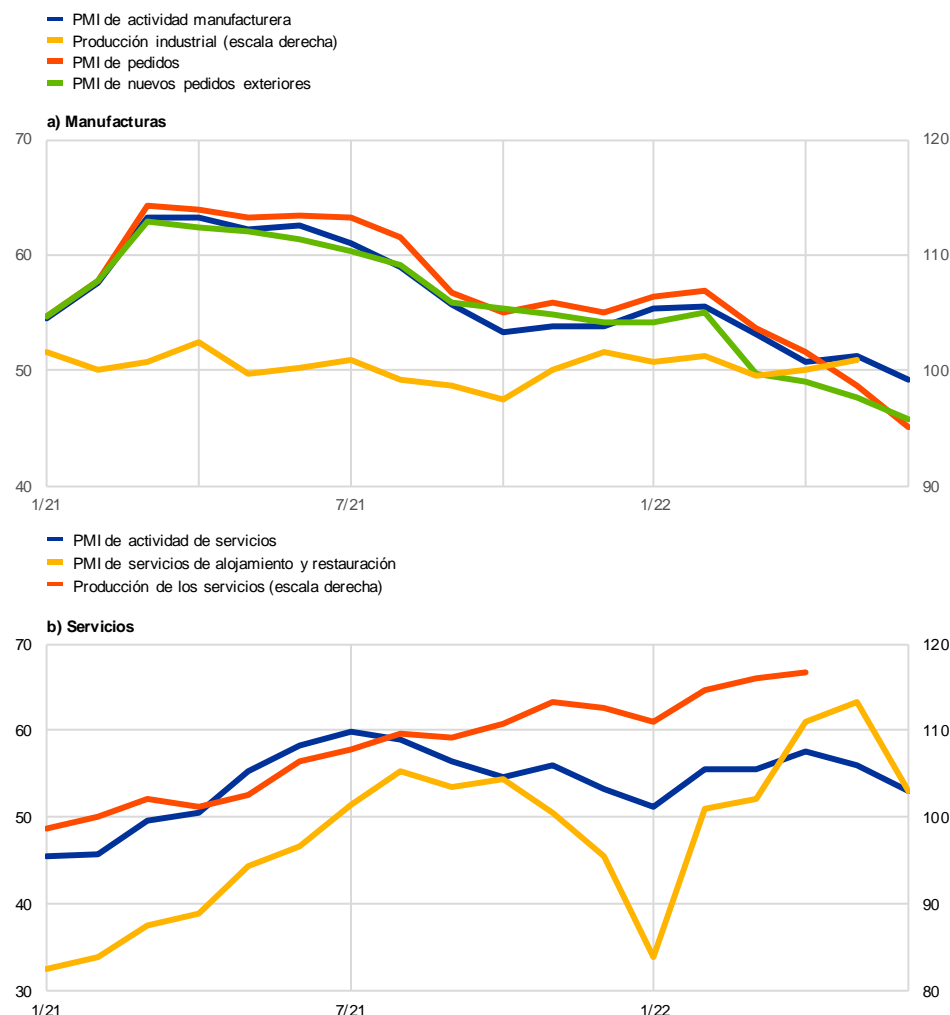 PMI de actividad manufacturera
Producción industrial (escala derecha)
PMI de pedidos
PMI de nuevos pedidos exteriores
a) Manufacturas
70 120
60 110
50 100
40 90
1/21 7/21 1/22
PMI de actividad de servicios
PMI de servicios de alojamiento y restauración
Producción de los servicios (escala derecha)
b) Servicios
70 120
60 110
50 100
40 90
30 80
1/21 7/21 1/22